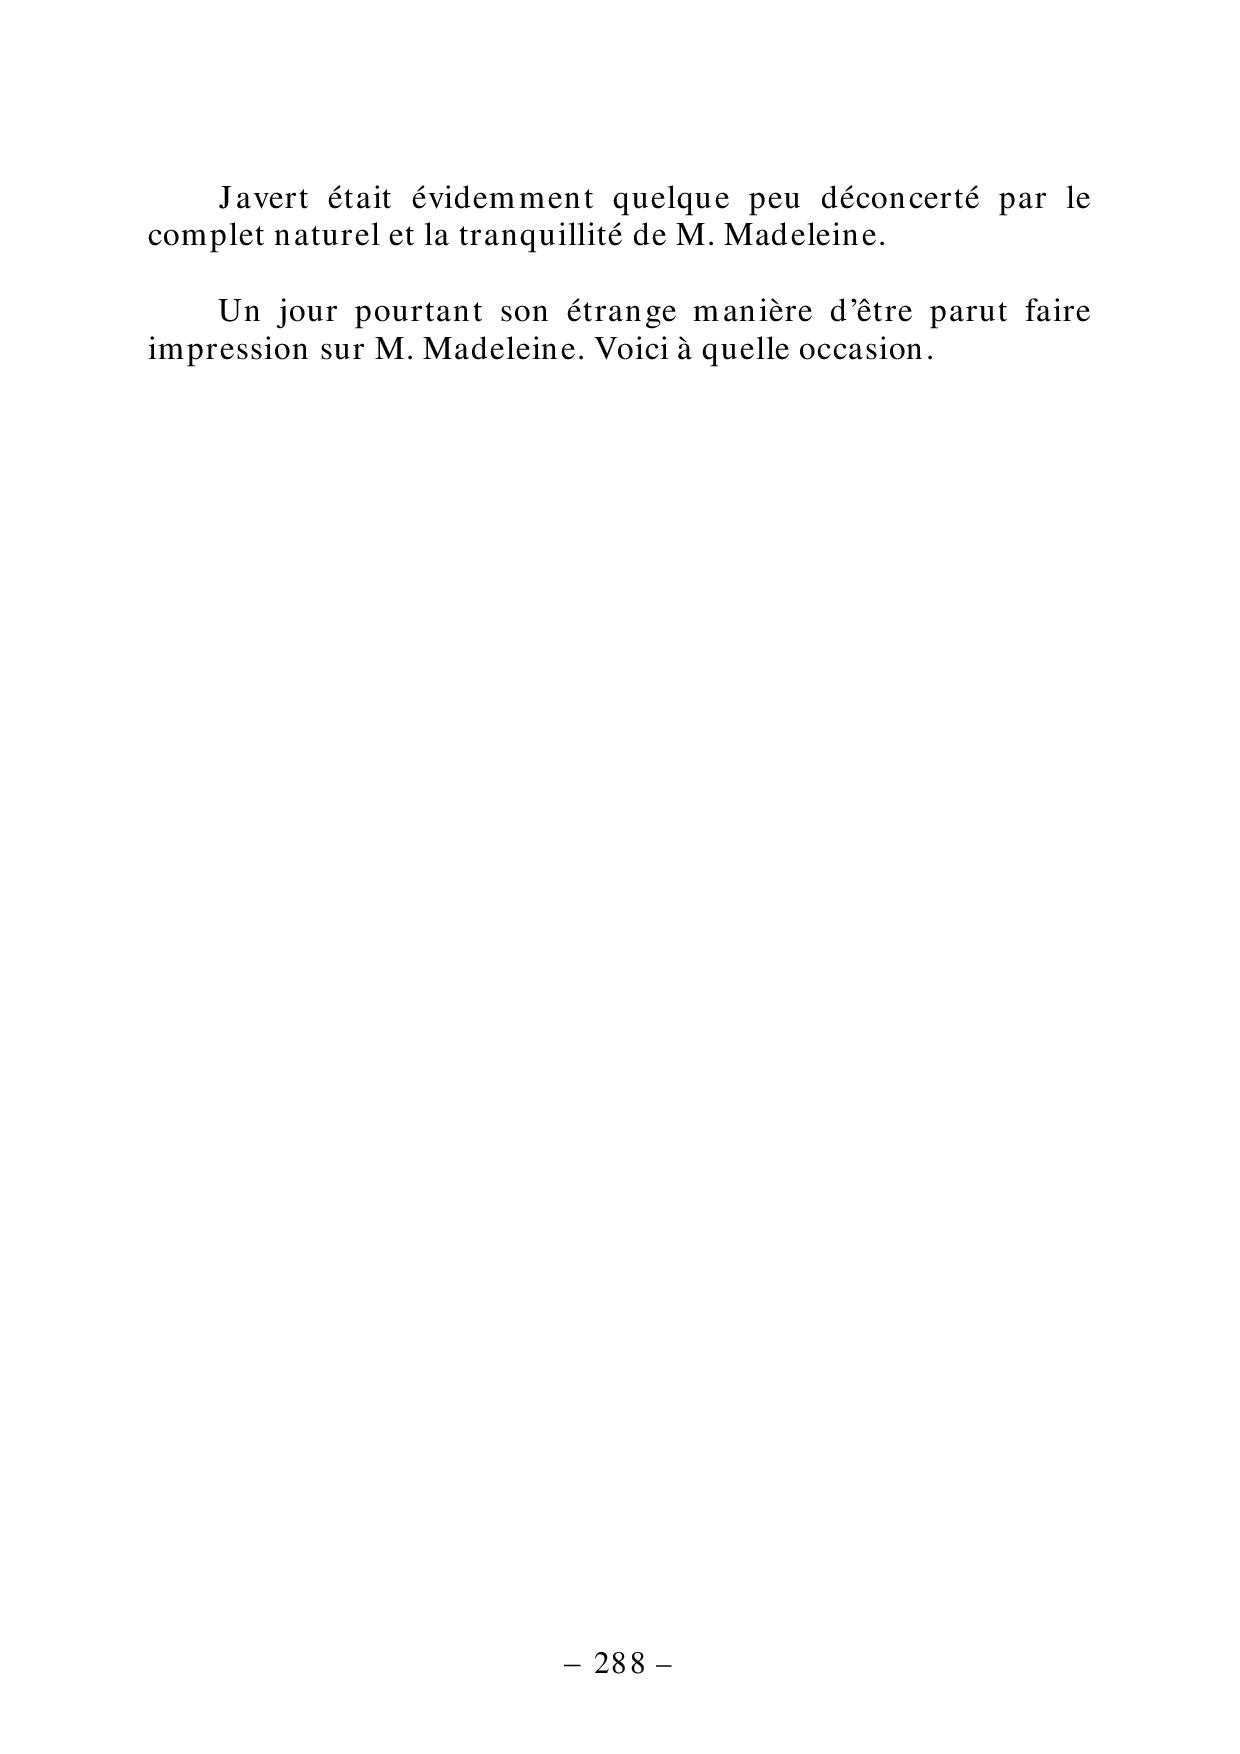 Javert était évidemment quelque peu déconcerté par le
complet naturel et la tranquillité de M. Madeleine.
Un jour pourtant son étrange manière d’être parut faire
impression sur M. Madeleine. Voici à quelle occasion.
– 288 –